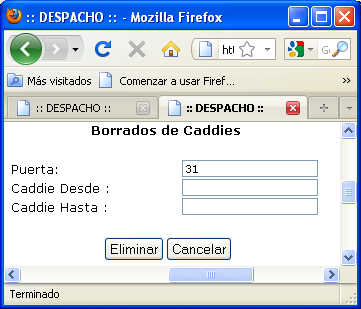 :: DESPACHO :: - Mozilla Firefox
htt
G
Más visitados
Comenzar a usar Firef...
»
:: DESPACHO ::
:: DESPACHO ::
Borrados de Caddies
Puerta:
31
Caddie Desde :
Caddie Hasta :
Eliminar
Cancelar
Terminado